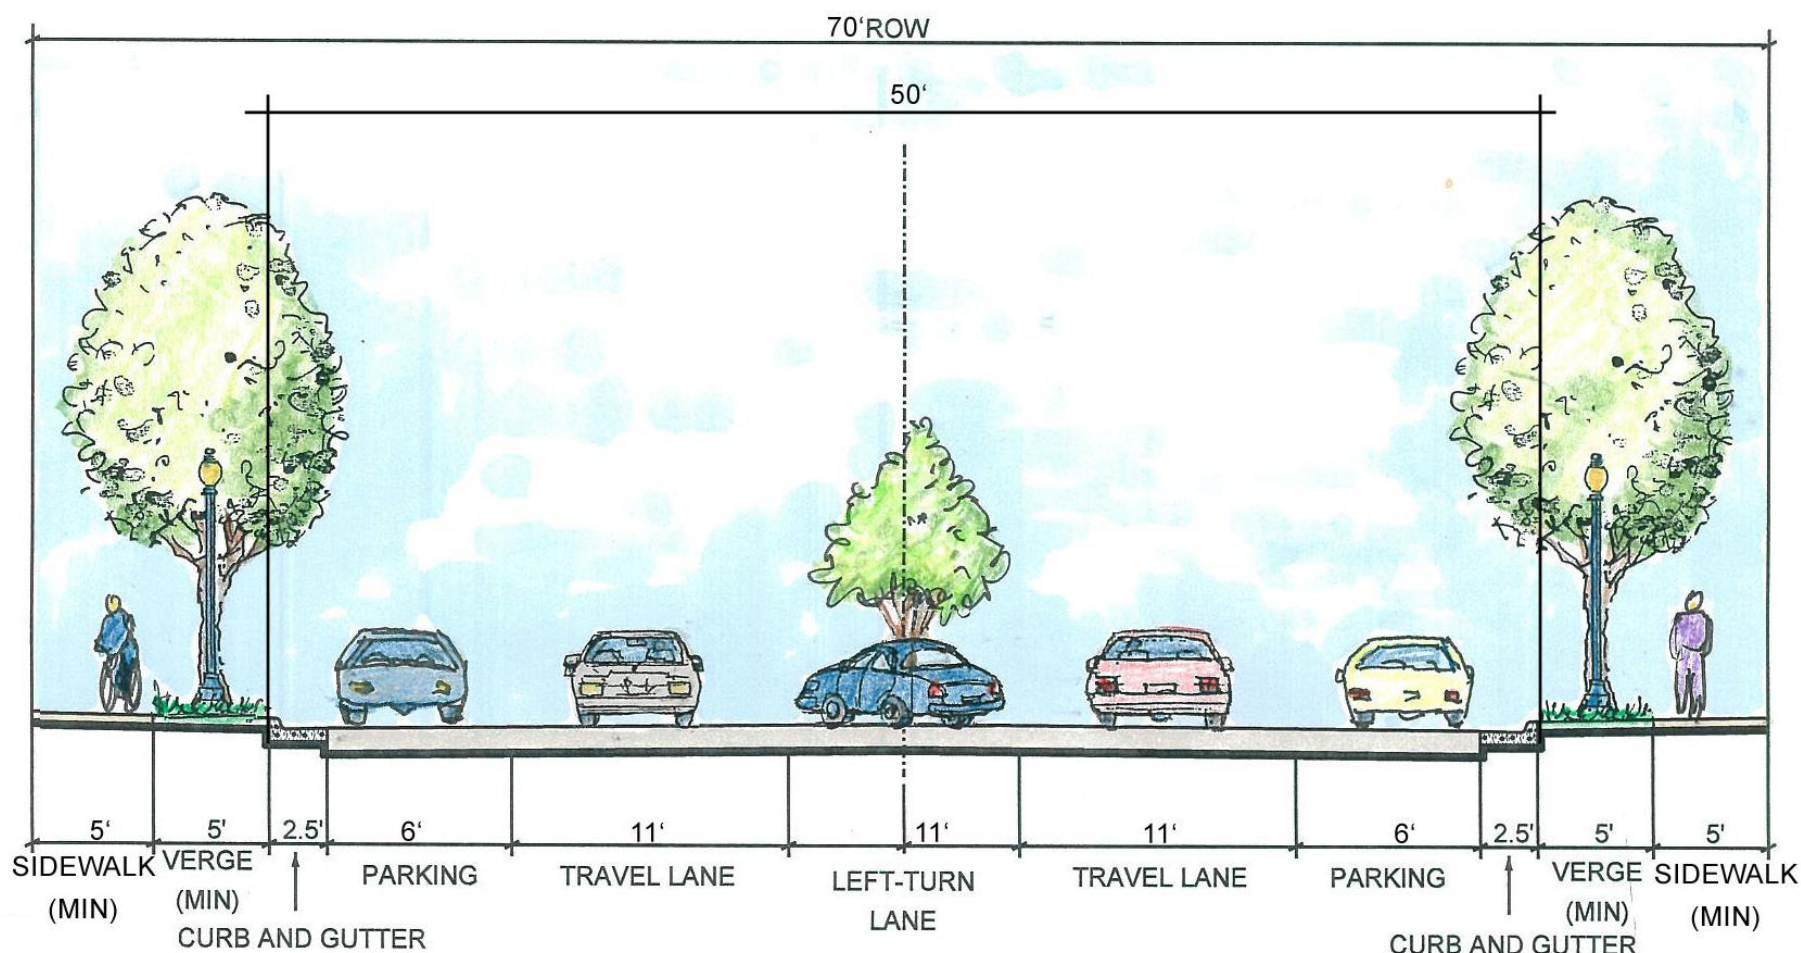 70‘ROW
50‘
5‘
5'
2.5'
6‘
11‘
11‘
11‘
6‘
2.5'
5‘
5'
SIDEWALK
(MIN)
VERGE
(MIN)
CURB AND GUTTER
PARKING
TRAVEL LANE
LEFT-TURN
LANE
TRAVEL LANE
PARKING
CURB AND GUTTER
VERGE
(MIN)
SIDEWALK
(MIN)